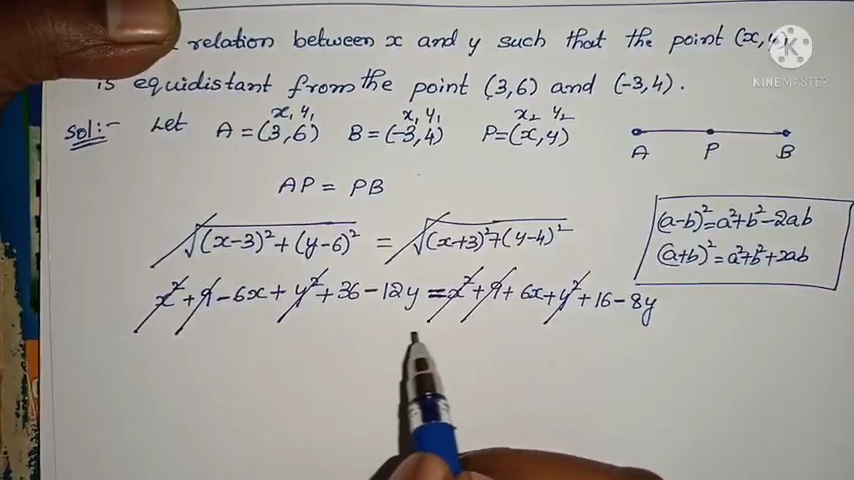 relation between x and y such that the point (x,y)
is equidistant from the point (3,6) and (-3,4).
Sol:- Let A = (3,6) B = (-3,4) P = (x,y)
x₁ y₁ x₁ y₁ x₂ y₂
A P B
AP = PB
√(x-3)²+(y-6)² = √(x+3)²+(y-4)²
(a-b)²=a²+b²-2ab
(a+b)²=a²+b²+2ab
x²+9-6x+y²+36-12y=x²+9+6x+y²+16-8y
K
KINEMASTER